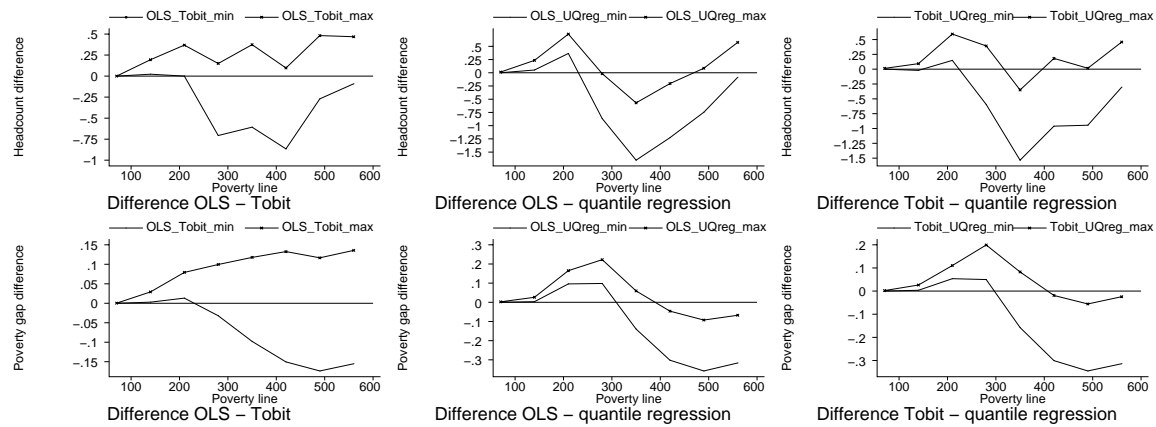 OLS_Tobit_min OLS_Tobit_max
Headcount difference
.5
.25
0
−.25
−.5
−.75
−1
100 200 300 400 500 600
Poverty line
Difference OLS − Tobit
OLS_UQreg_min OLS_UQreg_max
Headcount difference
.5
.25
0
−.25
−.5
−.75
−1
−1.25
−1.5
100 200 300 400 500 600
Poverty line
Difference OLS − quantile regression
Tobit_UQreg_min Tobit_UQreg_max
Headcount difference
.5
.25
0
−.25
−.5
−.75
−1
−1.25
−1.5
100 200 300 400 500 600
Poverty line
Difference Tobit − quantile regression
OLS_Tobit_min OLS_Tobit_max
Poverty gap difference
.15
.1
.05
0
−.05
−.1
−.15
100 200 300 400 500 600
Poverty line
Difference OLS − Tobit
OLS_UQreg_min OLS_UQreg_max
Poverty gap difference
.3
.2
.1
0
−.1
−.2
−.3
100 200 300 400 500 600
Poverty line
Difference OLS − quantile regression
Tobit_UQreg_min Tobit_UQreg_max
Poverty gap difference
.2
.1
0
−.1
−.2
−.3
100 200 300 400 500 600
Poverty line
Difference Tobit − quantile regression